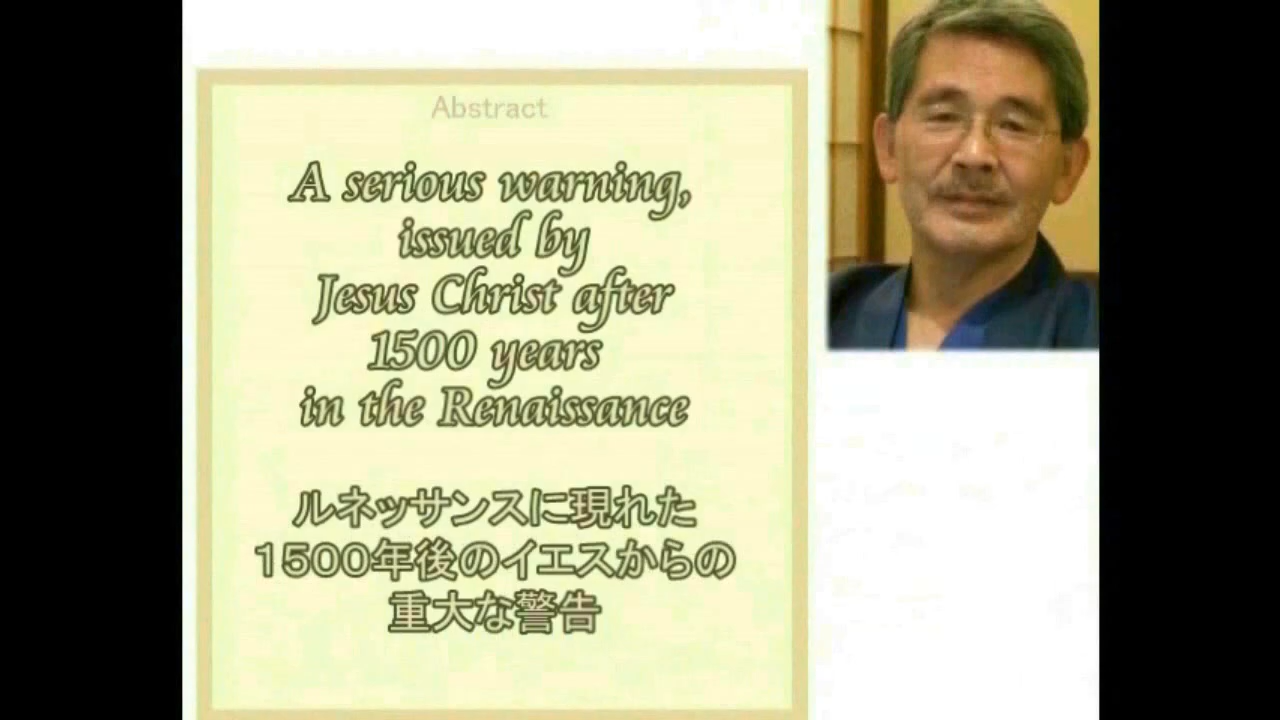 Abstract
A serious warning,
issued by
Jesus Christ after
1500 years
in the Renaissance
ルネッサンスに現れた
1500年後のイエスからの
重大な警告